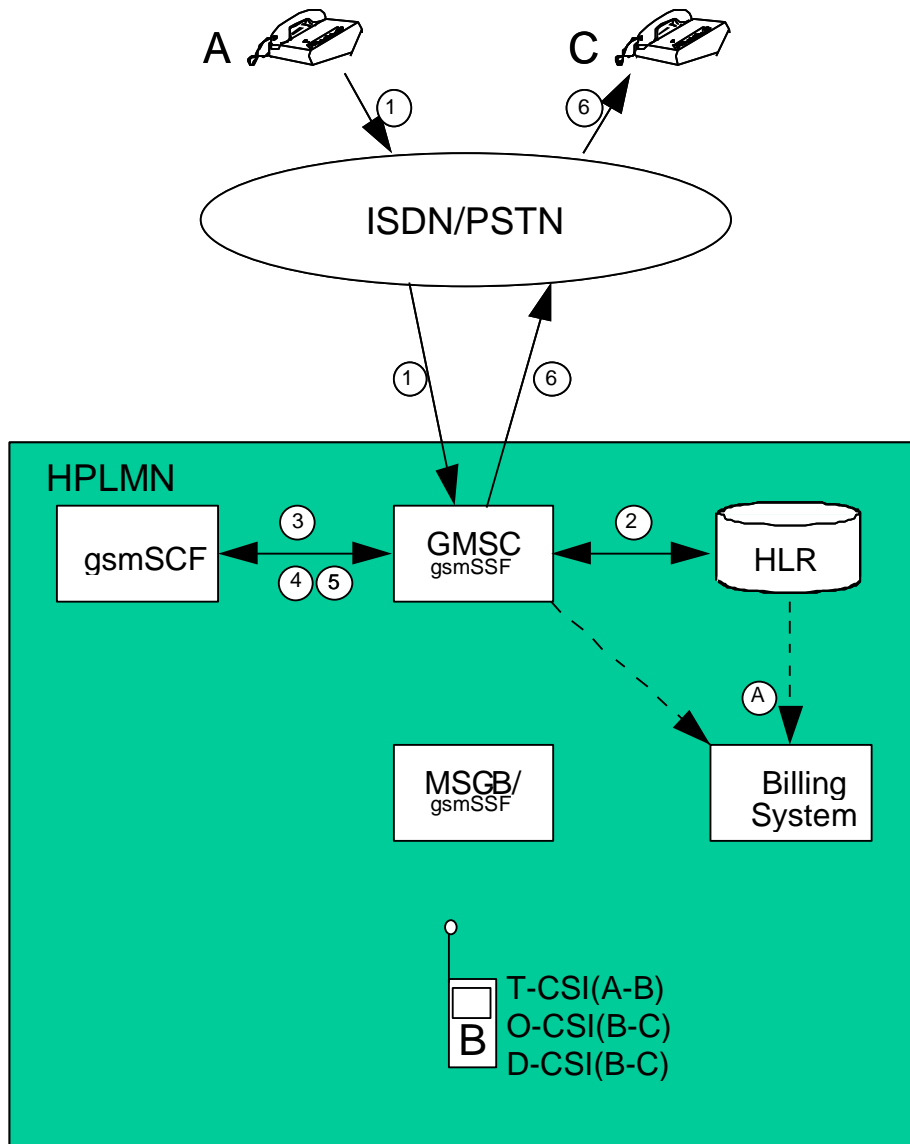 A
C
1
6
ISDN/PSTN
1
6
HPLMN
gsmSCF
3
4 5
GMSC
gsmSSF
2
HLR
A
MSCB/
gsmSSF
Billing
System
B
T-CSI(A-B)
O-CSI(B-C)
D-CSI(B-C)